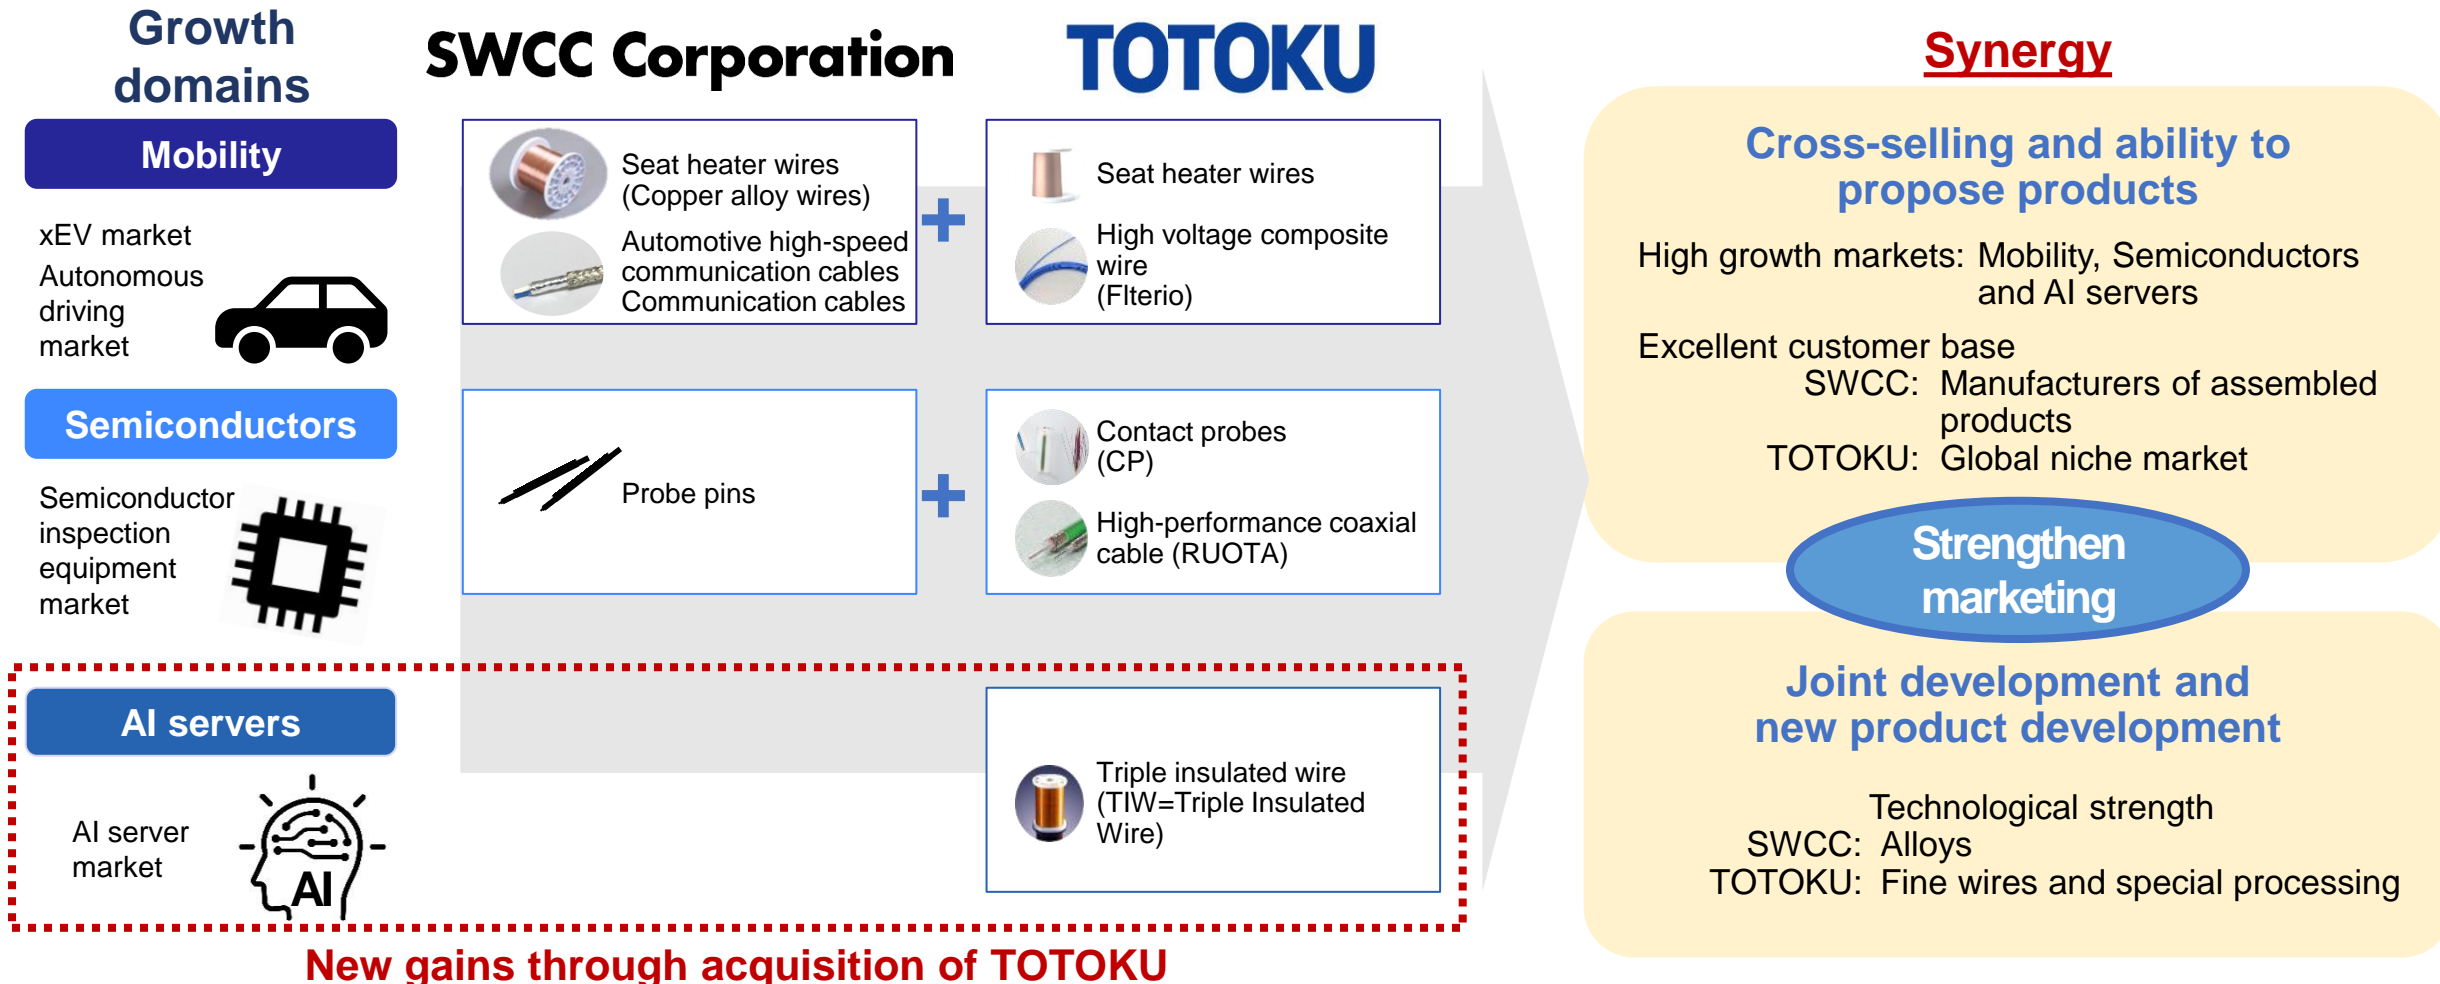 Growth
domains
SWCC Corporation
TOTOKU
Synergy
Mobility
xEV market
Autonomous
driving
market
Seat heater wires
(Copper alloy wires)
Automotive high-speed
communication cables
Communication cables
+
Seat heater wires
High voltage composite
wire
(Flterio)
Semiconductors
Semiconductor
inspection
equipment
market
Probe pins
+
Contact probes
(CP)
High-performance coaxial
cable (RUOTA)
AI servers
AI server
market
AI
Triple insulated wire
(TIW=Triple Insulated
Wire)
New gains through acquisition of TOTOKU
Cross-selling and ability to
propose products
High growth markets: Mobility, Semiconductors
and AI servers
Excellent customer base
SWCC: Manufacturers of assembled
products
TOTOKU: Global niche market
Strengthen
marketing
Joint development and
new product development
Technological strength
SWCC: Alloys
TOTOKU: Fine wires and special processing